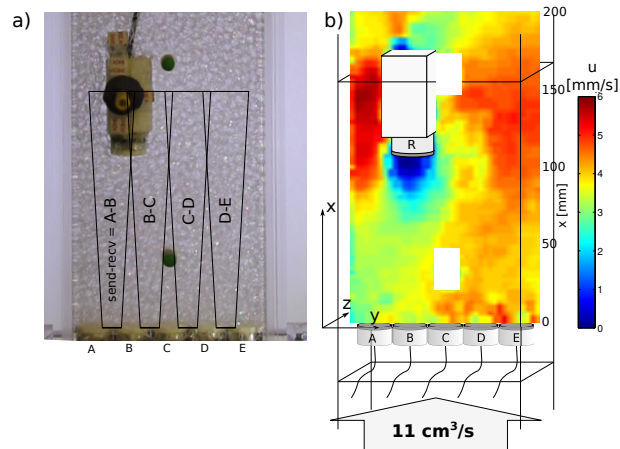 a)
send-recv = A-B
B-C
C-D
D-E
A B C D E
b)
200
150
100
50
0
x [mm]
u
[mm/s]
6
5
4
3
2
1
0
R
x
z
y
A B C D E
11 cm³/s